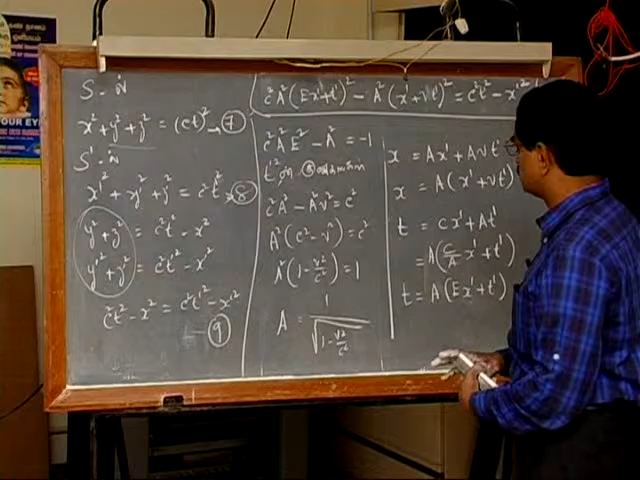 S - ல்
x² + y² + z² = (ct)² → ⑦
S' - ல்
x'² + y'² + z'² = c²t'² → ⑧
y² + z² = c²t² - x²
y'² + z'² = c²t'² - x'²
c²t² - x² = c²t'² - x'²
⑨
c²A²(Ex'+t')² - A²(x'+vt')² = c²t'² - x'²
c²A²E² - A² = -1
t'²
c²A² - A²v² = c²
A²(c² - v²) = c²
A²(1 - v²/c²) = 1
A = 1/√(1 - v²/c²)
x = Ax' + Avt'
x = A(x' + vt')
t = Cx' + At'
= A(C/A x' + t')
t = A(Ex' + t')